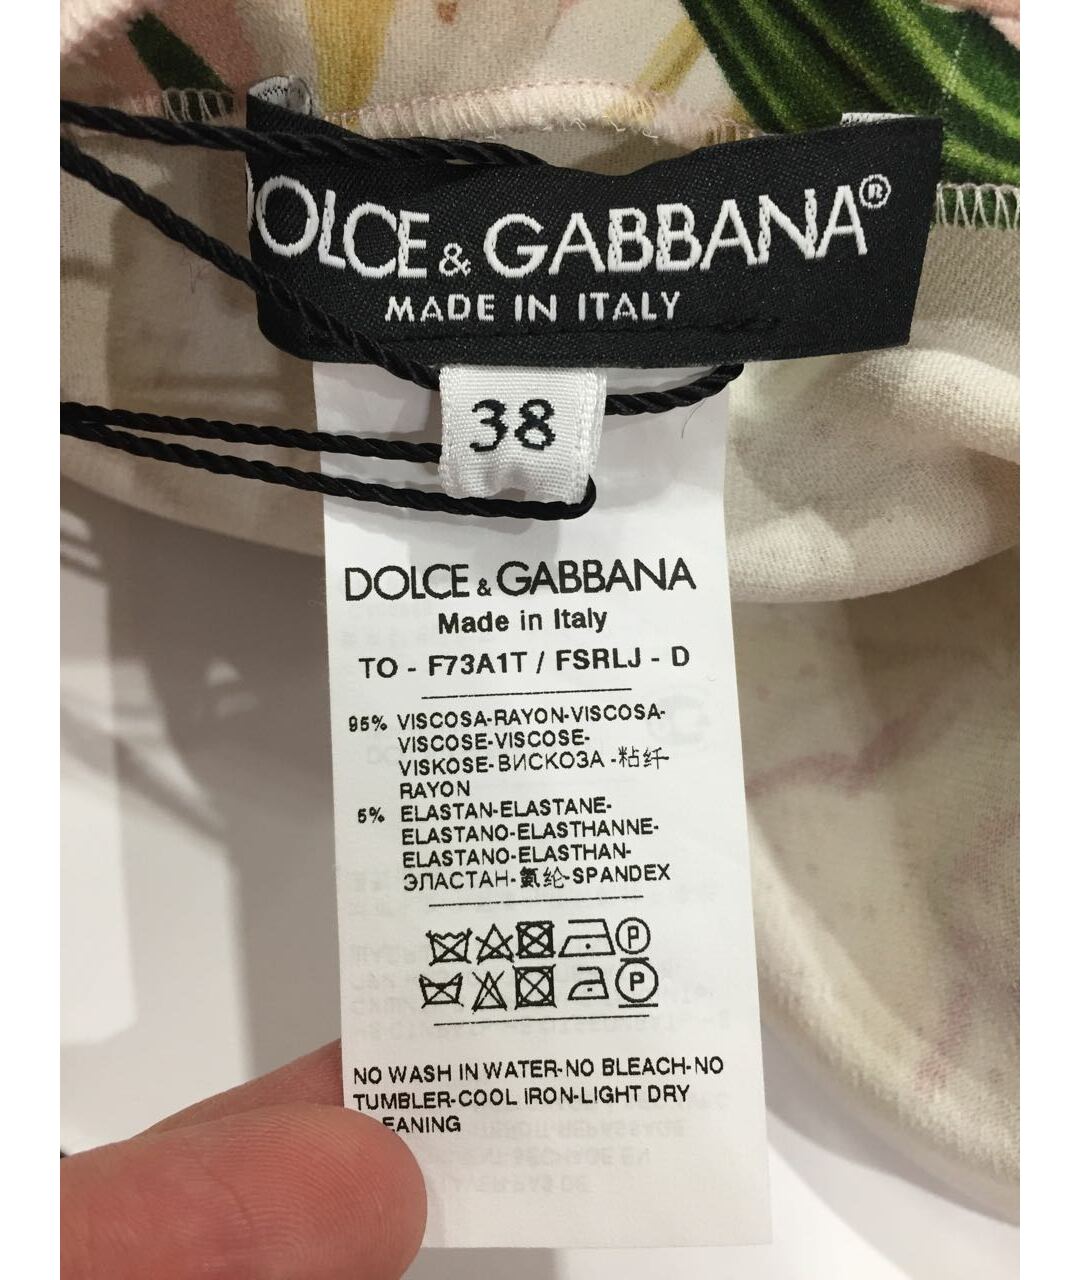 DOLCE & GABBANA®
MADE IN ITALY
38
DOLCE & GABBANA
Made in Italy
TO - F73A1T / FSRLJ - D
95% VISCOSA-RAYON-VISCOSA-
VISCOSE-VISCOSE-
VISKOSE-ВИСКОЗА-粘纤-
RAYON
5% ELASTAN-ELASTANE-
ELASTANO-ELASTHANNE-
ELASTANO-ELASTHAN-
ЭЛАСТАН-氨纶-SPANDEX
P
P
NO WASH IN WATER-NO BLEACH-NO
TUMBLER-COOL IRON-LIGHT DRY
EANING